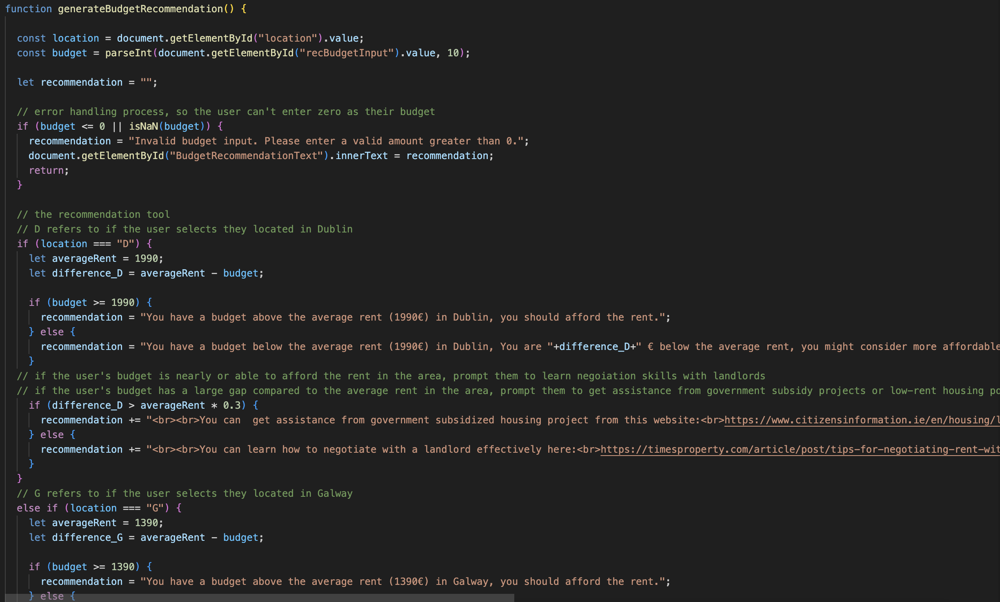 function generateBudgetRecommendation() {
const location = document.getElementById("location").value;
const budget = parseInt(document.getElementById("recBudgetInput").value, 10);
let recommendation = "";
// error handling process, so the user can't enter zero as their budget
if (budget <= 0 || isNaN(budget)) {
recommendation = "Invalid budget input. Please enter a valid amount greater than 0.";
document.getElementById("BudgetRecommendationText").innerText = recommendation;
return;
}
// the recommendation tool
// D refers to if the user selects they located in Dublin
if (location === "D") {
let averageRent = 1990;
let difference_D = averageRent - budget;
if (budget >= 1990) {
recommendation = "You have a budget above the average rent (1990€) in Dublin, you should afford the rent.";
} else {
recommendation = "You have a budget below the average rent (1990€) in Dublin, You are "+difference_D+" € below the average rent, you might consider more affordable
}
// if the user's budget is nearly or able to afford the rent in the area, prompt them to learn negoiation skills with landlords
// if the user's budget has a large gap compared to the average rent in the area, prompt them to get assistance from government subsidy projects or low-rent housing po
if (difference_D > averageRent * 0.3) {
recommendation += "<br><br>You can  get assistance from government subsidized housing project from this website:<br>https://www.citizensinformation.ie/en/housing/l
} else {
recommendation += "<br><br>You can learn how to negotiate with a landlord effectively here:<br>https://timesproperty.com/article/post/tips-for-negotiating-rent-wit
}
}
// G refers to if the user selects they located in Galway
else if (location === "G") {
let averageRent = 1390;
let difference_G = averageRent - budget;
if (budget >= 1390) {
recommendation = "You have a budget above the average rent (1390€) in Galway, you should afford the rent.";
} else {